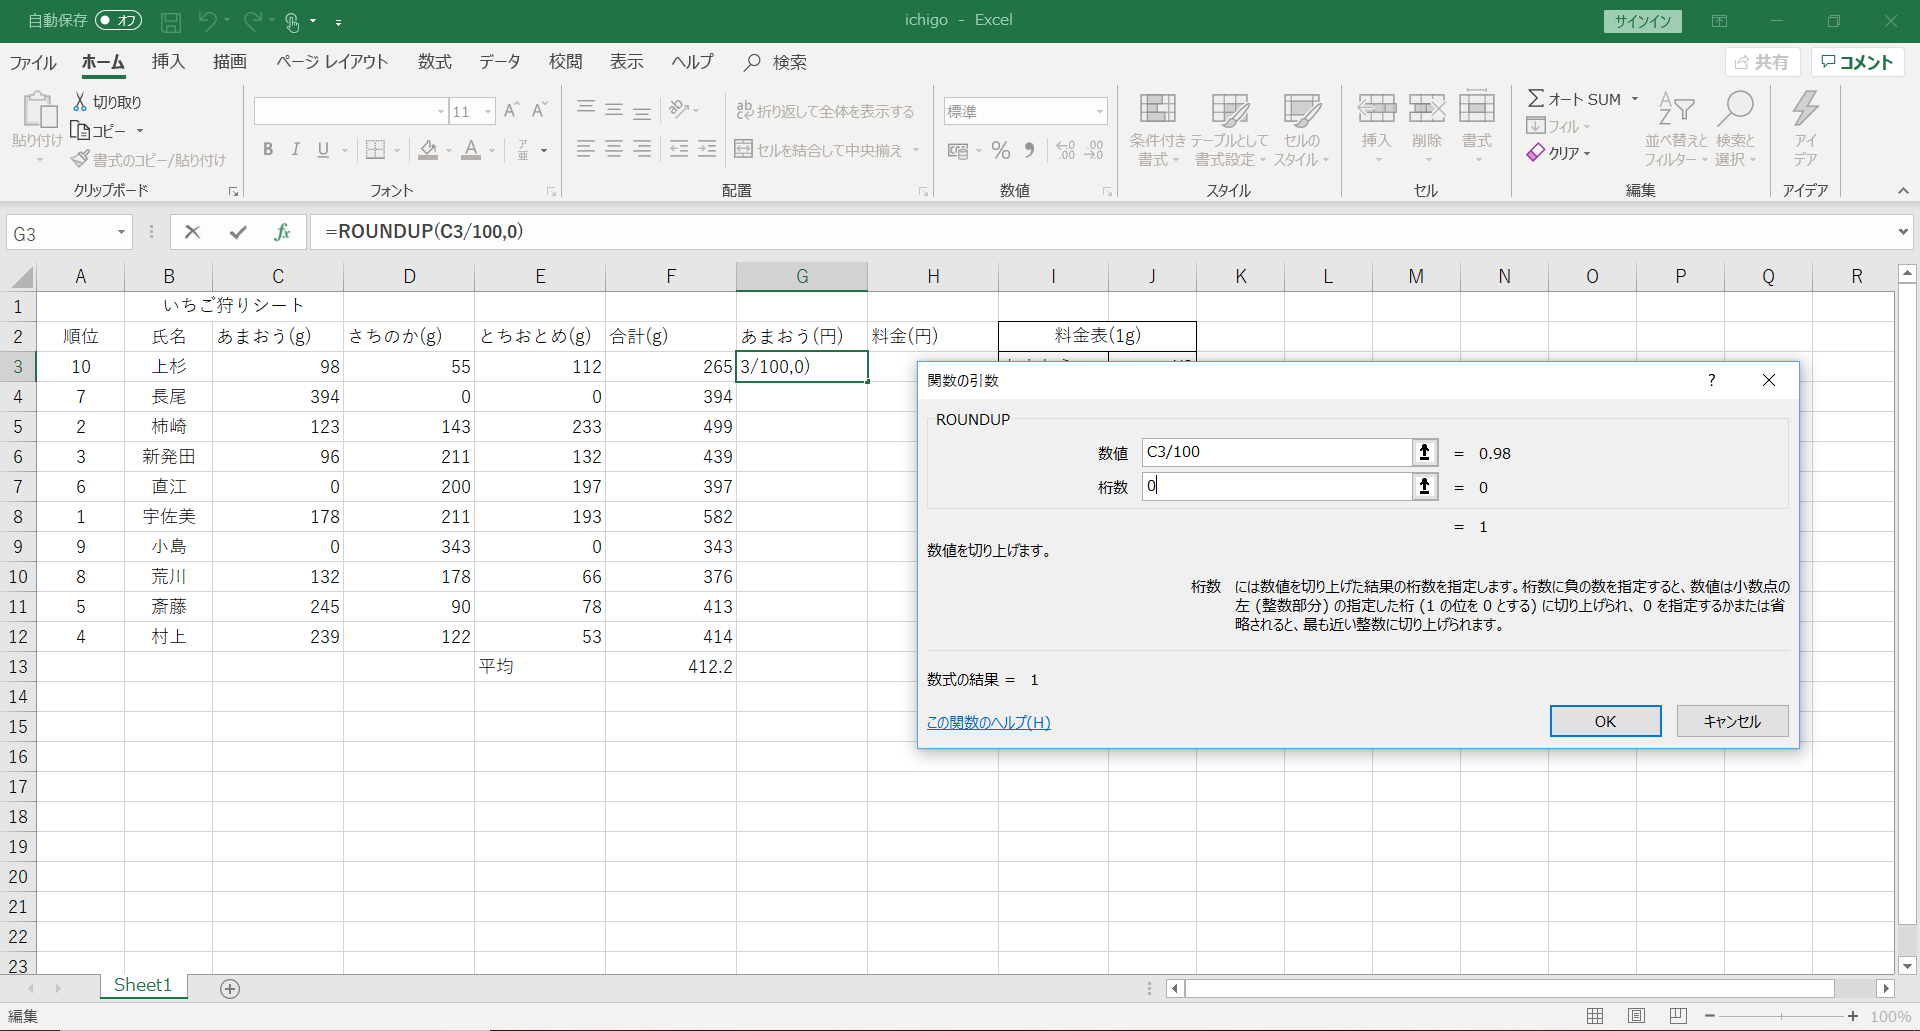 自動保存 オフ
ichigo - Excel
サインイン
ファイル ホーム 挿入 描画 ページ レイアウト 数式 データ 校閲 表示 ヘルプ 検索 共有 コメント
貼り付け
切り取り
コピー
書式のコピー/貼り付け
クリップボード
11
B I U
フォント
折り返して全体を表示する
セルを結合して中央揃え
配置
標準
数値
条件付き書式
テーブルとして書式設定
セルのスタイル
スタイル
挿入 削除 書式
セル
オート SUM
フィル
クリア
並べ替えとフィルター
検索と選択
編集
アイデア
アイデア
G3 fx =ROUNDUP(C3/100,0)
A B C D E F G H I J K L M N O P Q R
1 いちご狩りシート
2 順位 氏名 あまおう(g) さちのか(g) とちおとめ(g) 合計(g) あまおう(円) 料金(円) 料金表(1g)
3 10 上杉 98 55 112 265 3/100,0)
4 7 長尾 394 0 0 394
5 2 柿崎 123 143 233 499
6 3 新発田 96 211 132 439
7 6 直江 0 200 197 397
8 1 宇佐美 178 211 193 582
9 9 小島 0 343 0 343
10 8 荒川 132 178 66 376
11 5 斎藤 245 90 78 413
12 4 村上 239 122 53 414
13 平均 412.2
14
15
16
17
18
19
20
21
22
23
関数の引数 ?
ROUNDUP
数値 C3/100 = 0.98
桁数 0 = 0
= 1
数値を切り上げます。
桁数 には数値を切り上げた結果の桁数を指定します。桁数に負の数を指定すると、数値は小数点の
左 (整数部分) の指定した桁 (1 の位を 0 とする) に切り上げられ、0 を指定するかまたは省
略されると、最も近い整数に切り上げられます。
数式の結果 = 1
この関数のヘルプ(H)
OK キャンセル
Sheet1
編集
100%